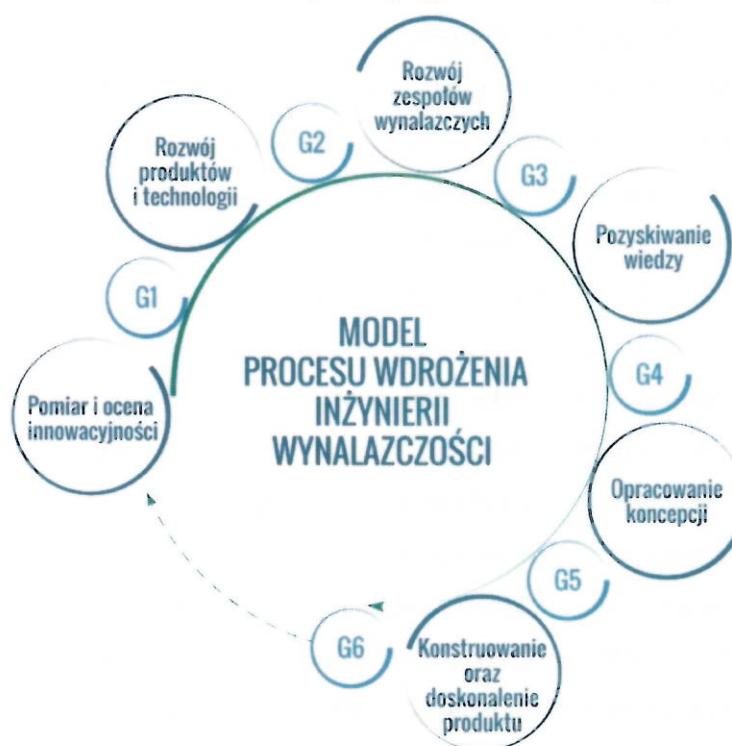 Rozwój
zespołów
wynalazczych
G2
Rozwój
produktów
i technologii
G3
Pozyskiwanie
wiedzy
G1
MODEL
PROCESU WDROŻENIA
INŻYNIERII
WYNALAZCZOŚCI
G4
Pomiar i ocena
innowacyjności
Opracowanie
koncepcji
G5
G6
Konstruowanie
oraz
doskonalenie
produktu